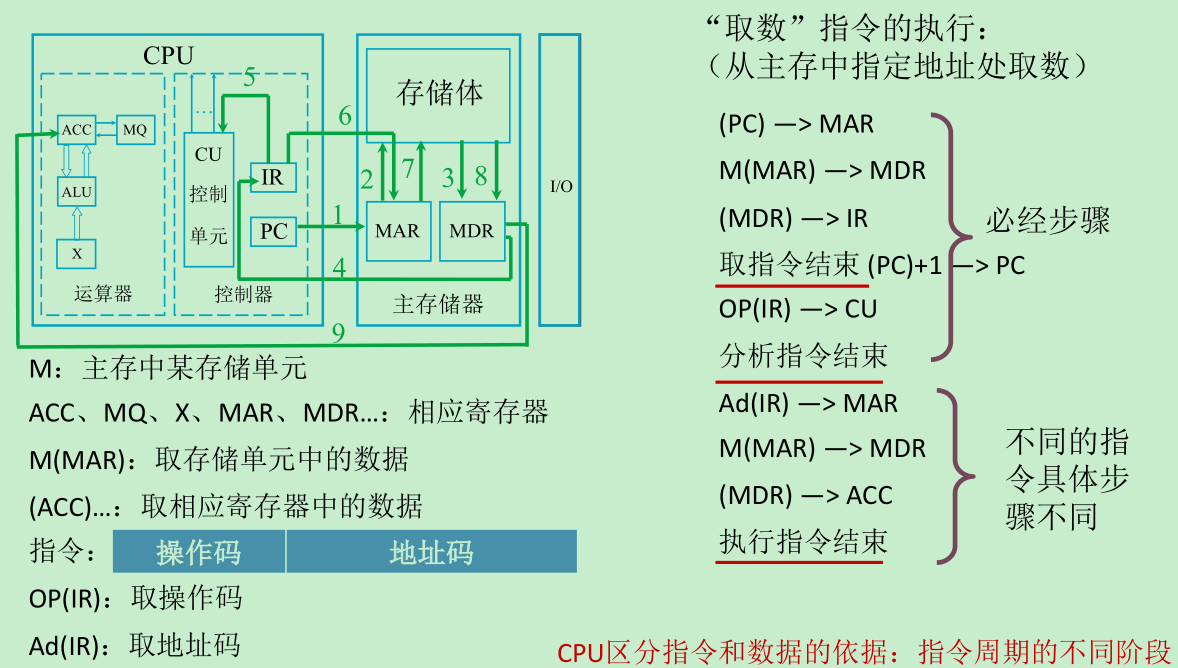 CPU
ACC
MQ
ALU
X
运算器
5
…
CU
控制
单元
IR
PC
控制器
6
1
4
9
存储体
2
7
3
8
MAR
MDR
主存储器
I/O
M：主存中某存储单元
ACC、MQ、X、MAR、MDR…：相应寄存器
M(MAR)：取存储单元中的数据
(ACC)…：取相应寄存器中的数据
指令： 操作码 地址码
OP(IR)：取操作码
Ad(IR)：取地址码
“取数”指令的执行：
（从主存中指定地址处取数）
(PC) —> MAR
M(MAR) —> MDR
(MDR) —> IR
取指令结束 (PC)+1 —> PC
OP(IR) —> CU
分析指令结束
必经步骤
Ad(IR) —> MAR
M(MAR) —> MDR
(MDR) —> ACC
执行指令结束
不同的指
令具体步
骤不同
CPU区分指令和数据的依据：指令周期的不同阶段